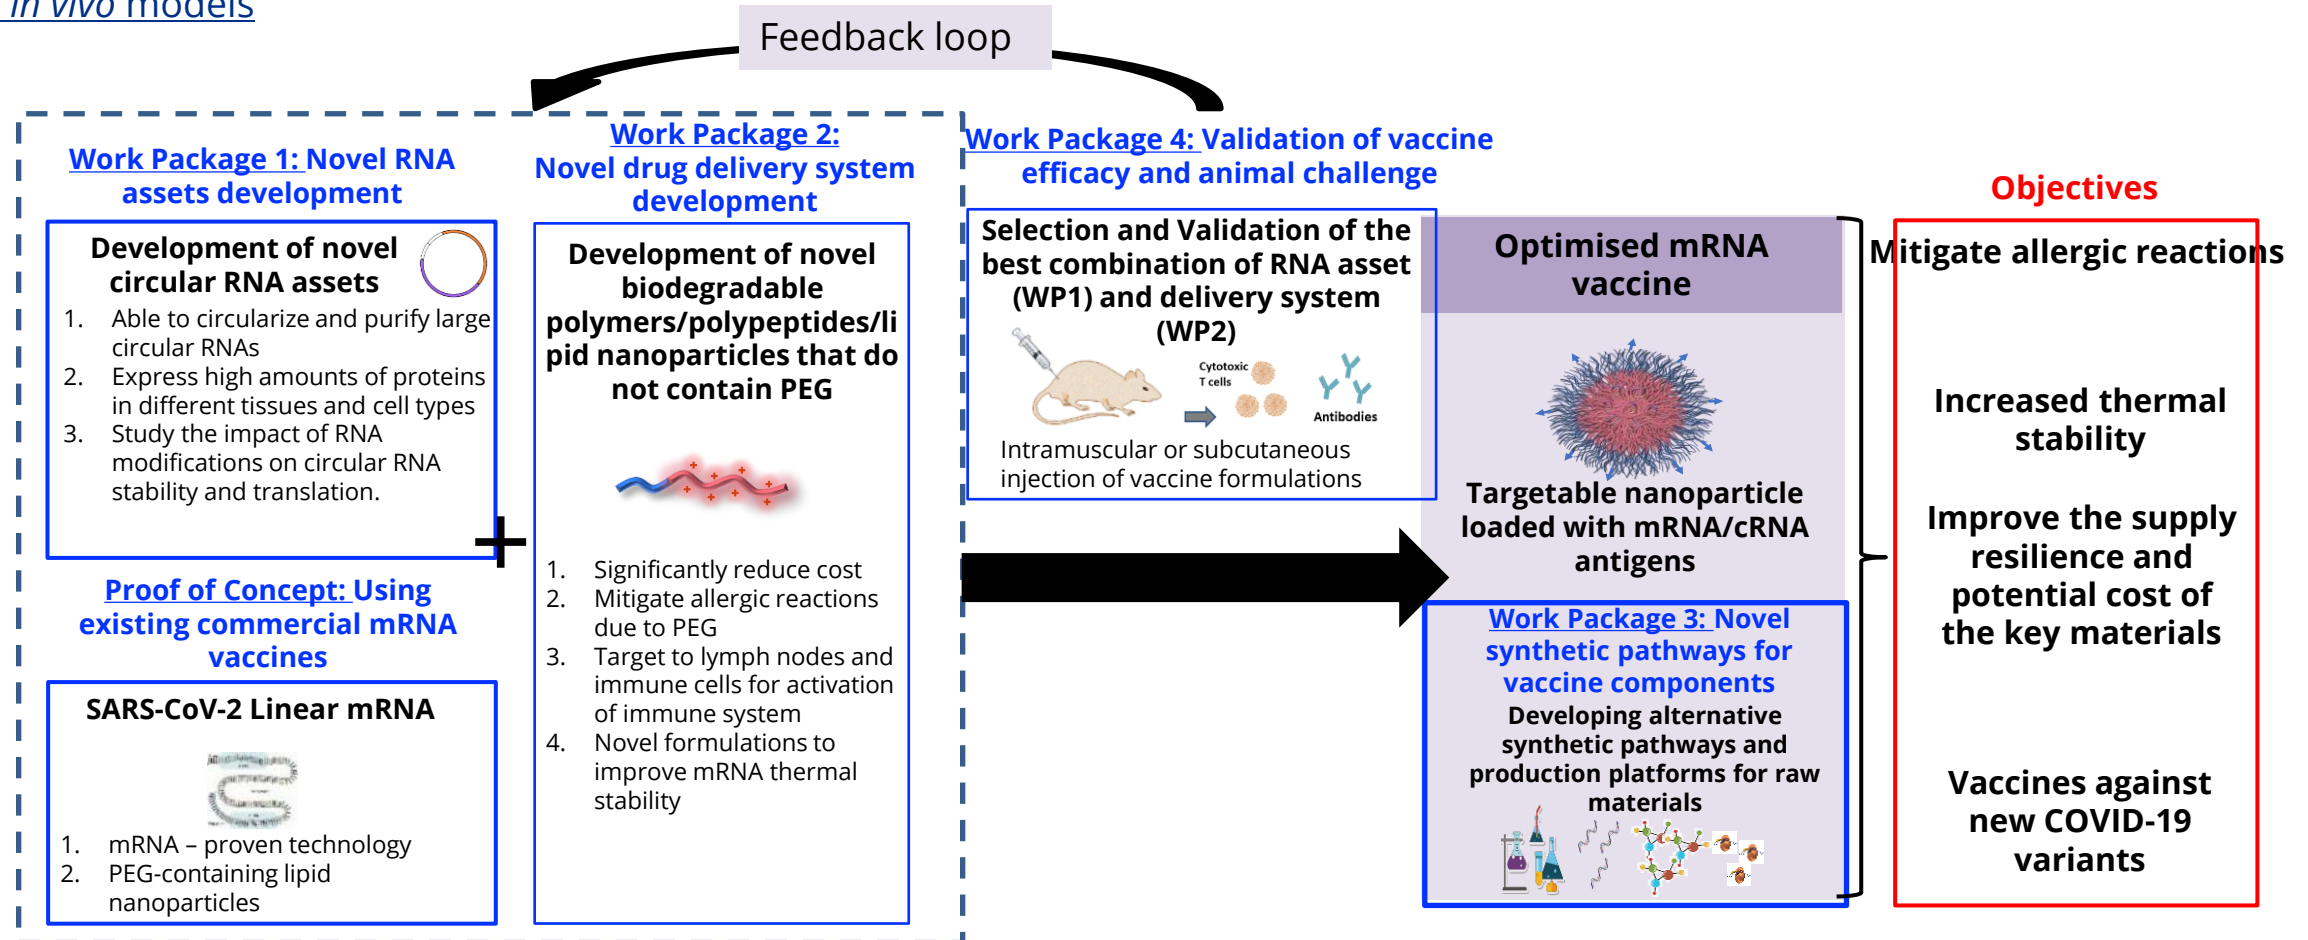 in vivo models
Feedback loop
Work Package 1: Novel RNA
assets development
Development of novel
circular RNA assets
1. Able to circularize and purify large
circular RNAs
2. Express high amounts of proteins
in different tissues and cell types
3. Study the impact of RNA
modifications on circular RNA
stability and translation.
+
Proof of Concept: Using
existing commercial mRNA
vaccines
SARS-CoV-2 Linear mRNA
1. mRNA – proven technology
2. PEG-containing lipid
nanoparticles
Work Package 2:
Novel drug delivery system
development
Development of novel
biodegradable
polymers/polypeptides/li
pid nanoparticles that do
not contain PEG
1. Significantly reduce cost
2. Mitigate allergic reactions
due to PEG
3. Target to lymph nodes and
immune cells for activation
of immune system
4. Novel formulations to
improve mRNA thermal
stability
Work Package 4: Validation of vaccine
efficacy and animal challenge
Selection and Validation of the
best combination of RNA asset
(WP1) and delivery system
(WP2)
Cytotoxic
T cells
Antibodies
Intramuscular or subcutaneous
injection of vaccine formulations
Optimised mRNA
vaccine
Targetable nanoparticle
loaded with mRNA/cRNA
antigens
Work Package 3: Novel
synthetic pathways for
vaccine components
Developing alternative
synthetic pathways and
production platforms for raw
materials
Objectives
Mitigate allergic reactions
Increased thermal
stability
Improve the supply
resilience and
potential cost of
the key materials
Vaccines against
new COVID-19
variants